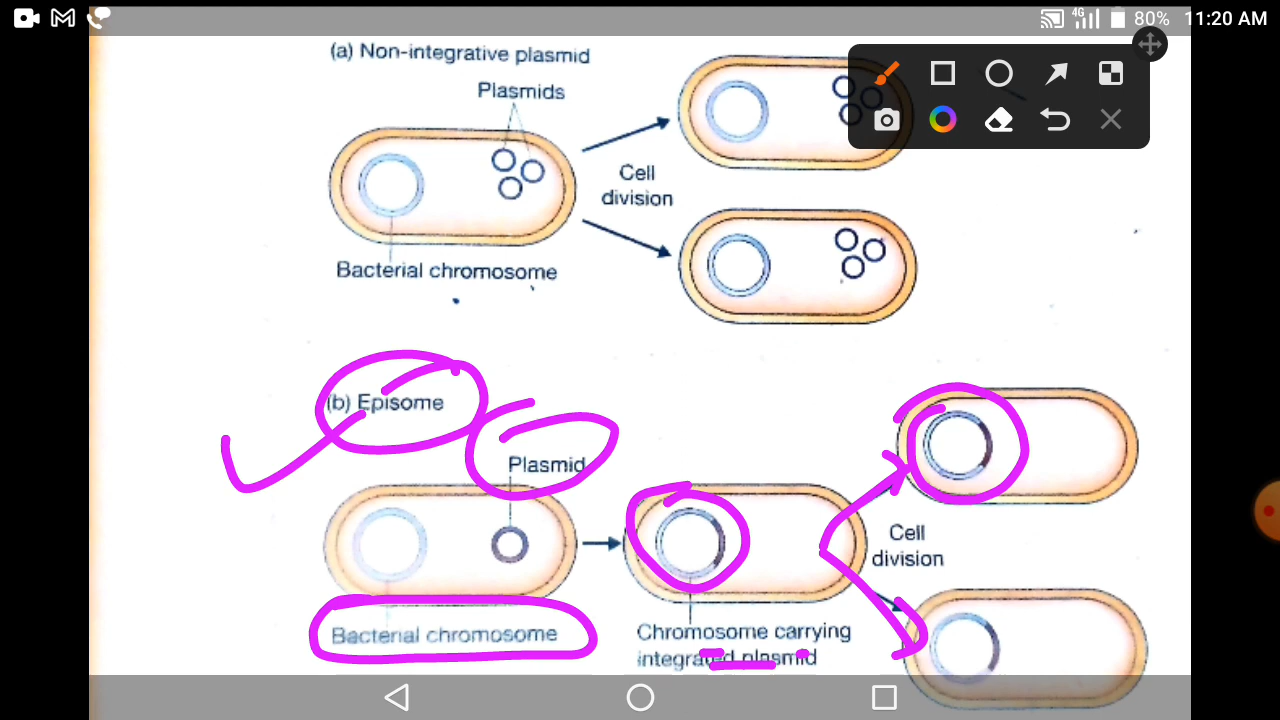 4G 80% 11:20 AM
(a) Non-integrative plasmid
Plasmids
Cell
division
Bacterial chromosome
(b) Episome
Plasmid
Cell
division
Bacterial chromosome
Chromosome carrying
integrated plasmid